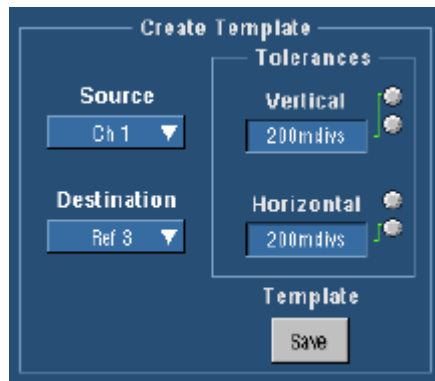 Create Template
Tolerances
Source
Ch 1
Vertical
200mdivs
Destination
Ref 3
Horizontal
200mdivs
Template
Save